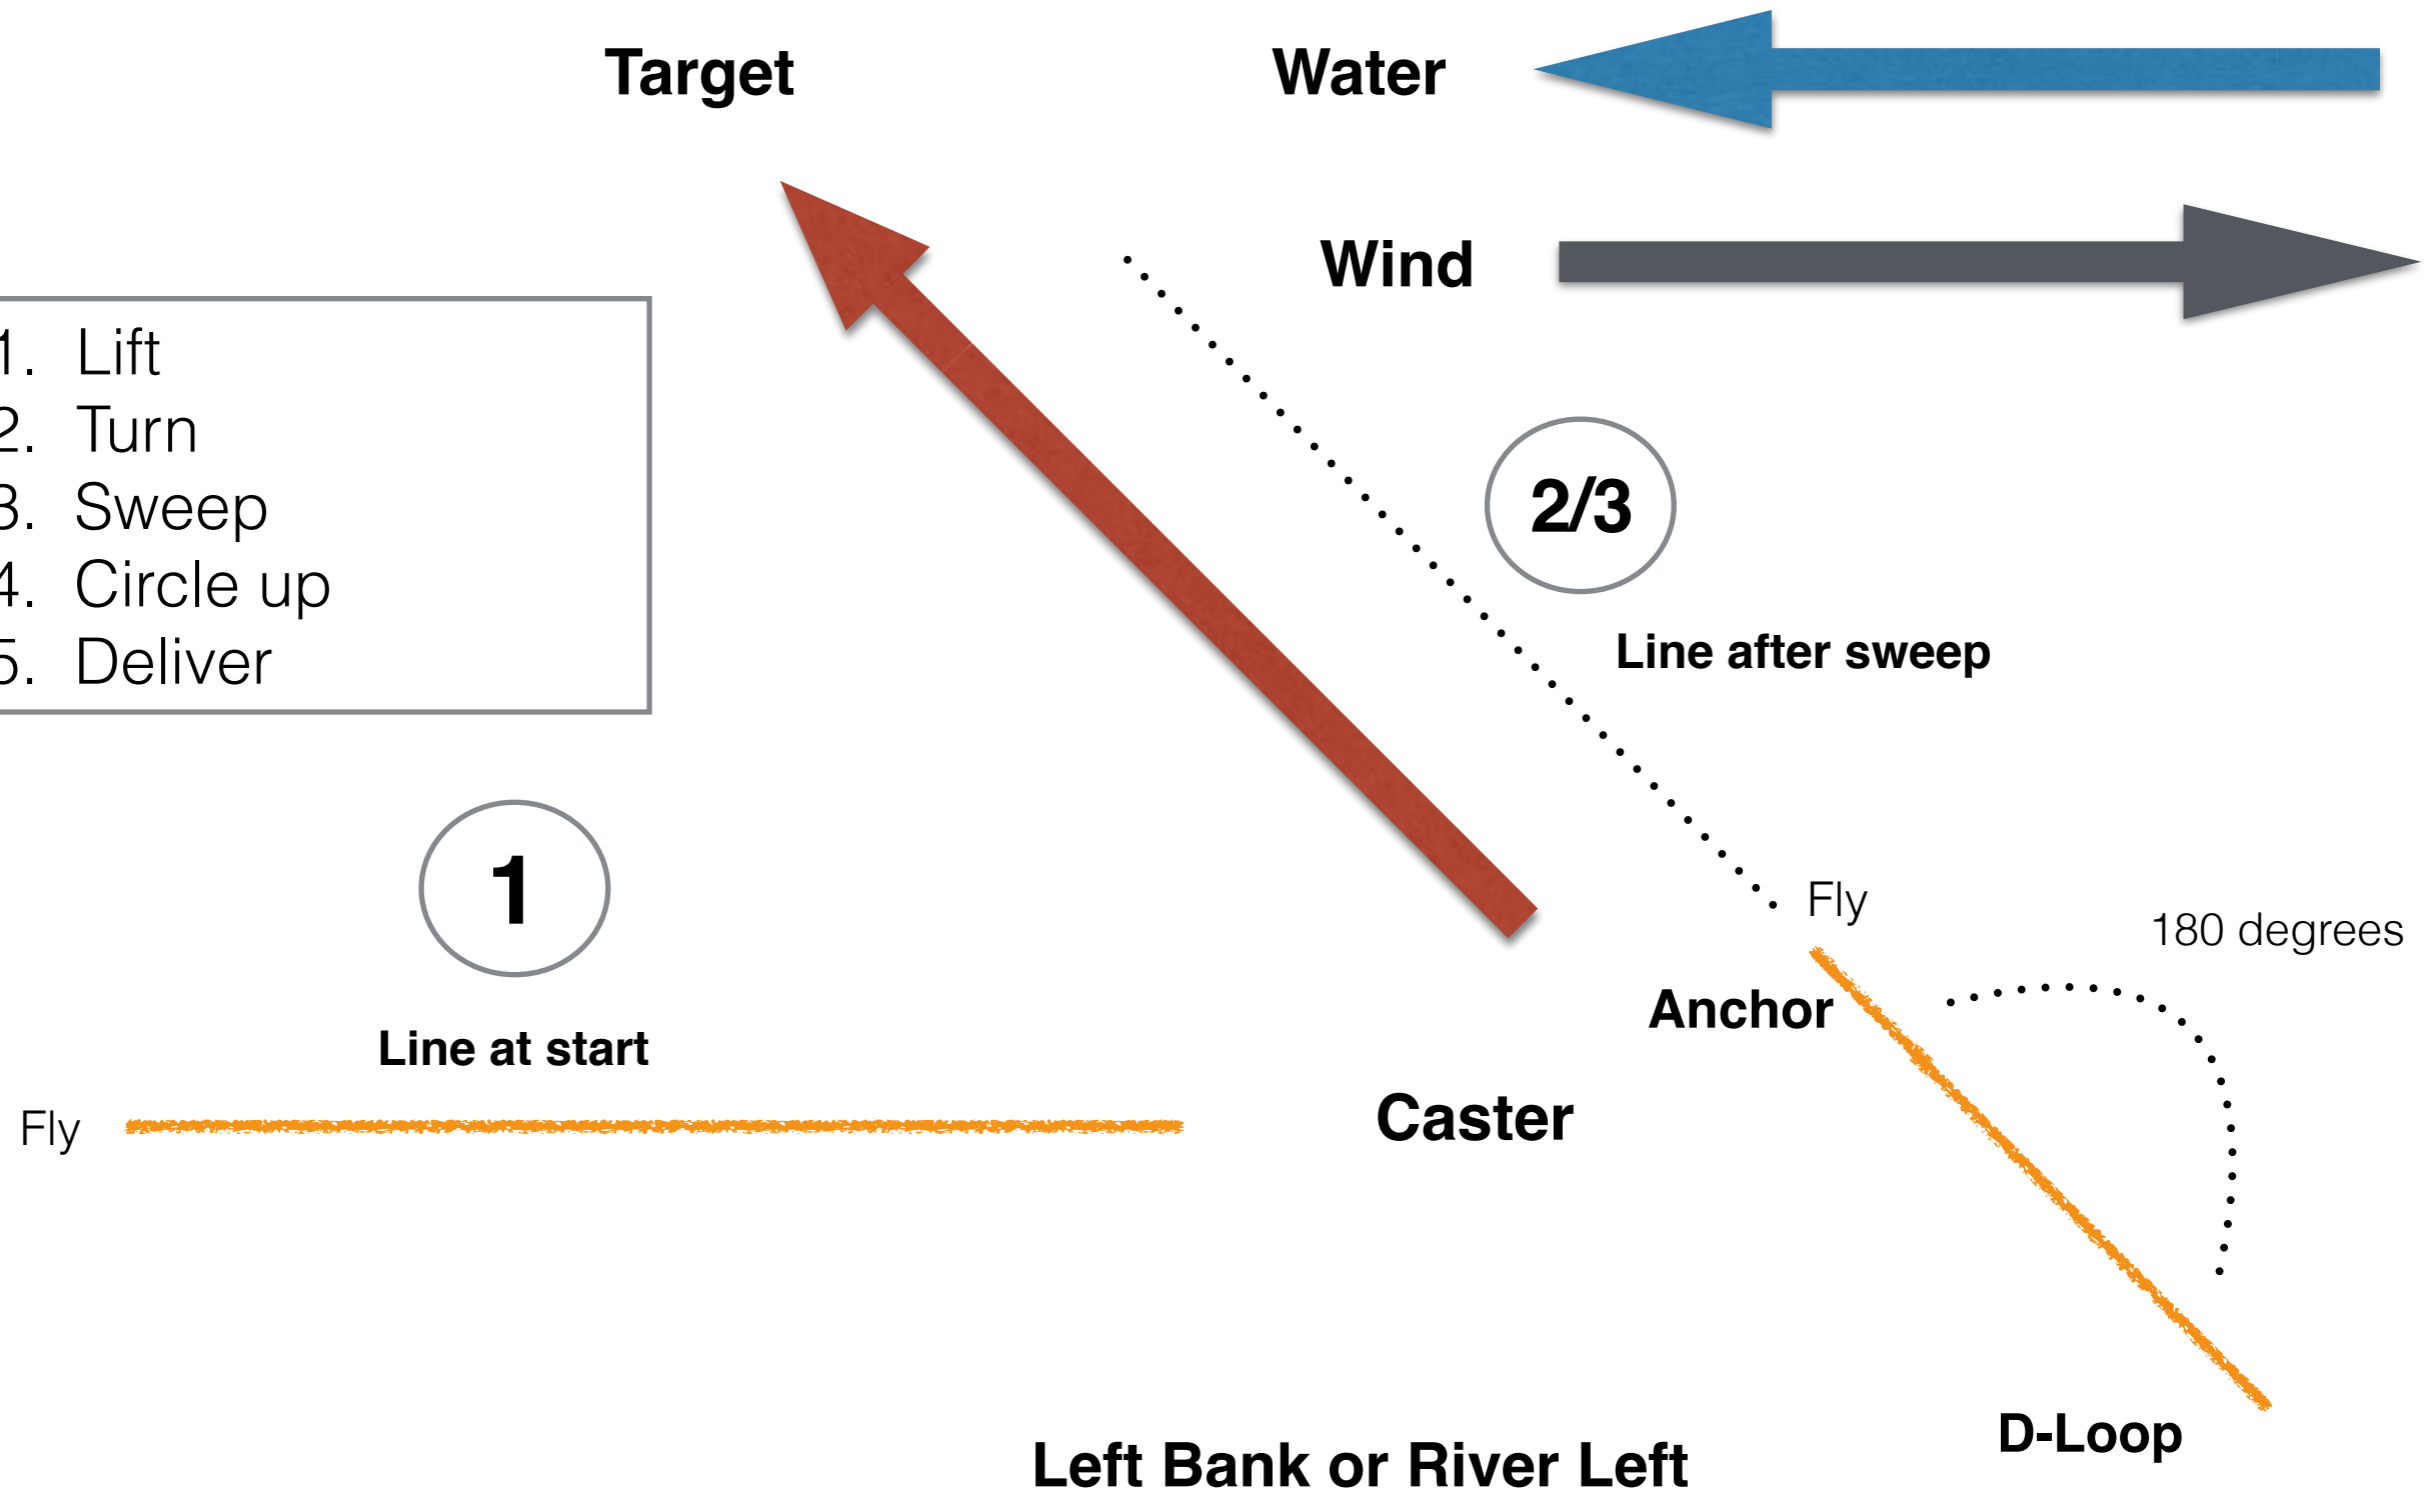 Target
Water
Wind
1. Lift
2. Turn
3. Sweep
4. Circle up
5. Deliver
2/3
Line after sweep
1
Line at start
Fly
180 degrees
Anchor
Fly
Caster
D-Loop
Left Bank or River Left